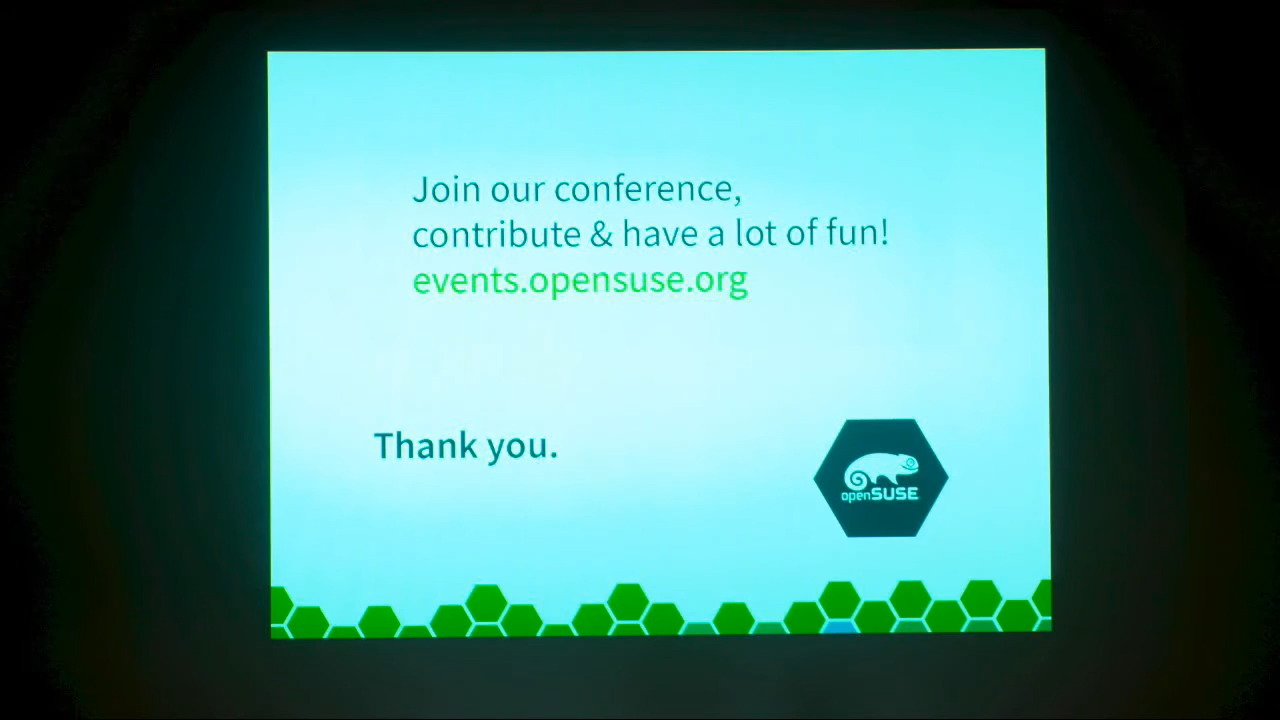 Join our conference,
contribute & have a lot of fun!
events.opensuse.org
Thank you.
openSUSE